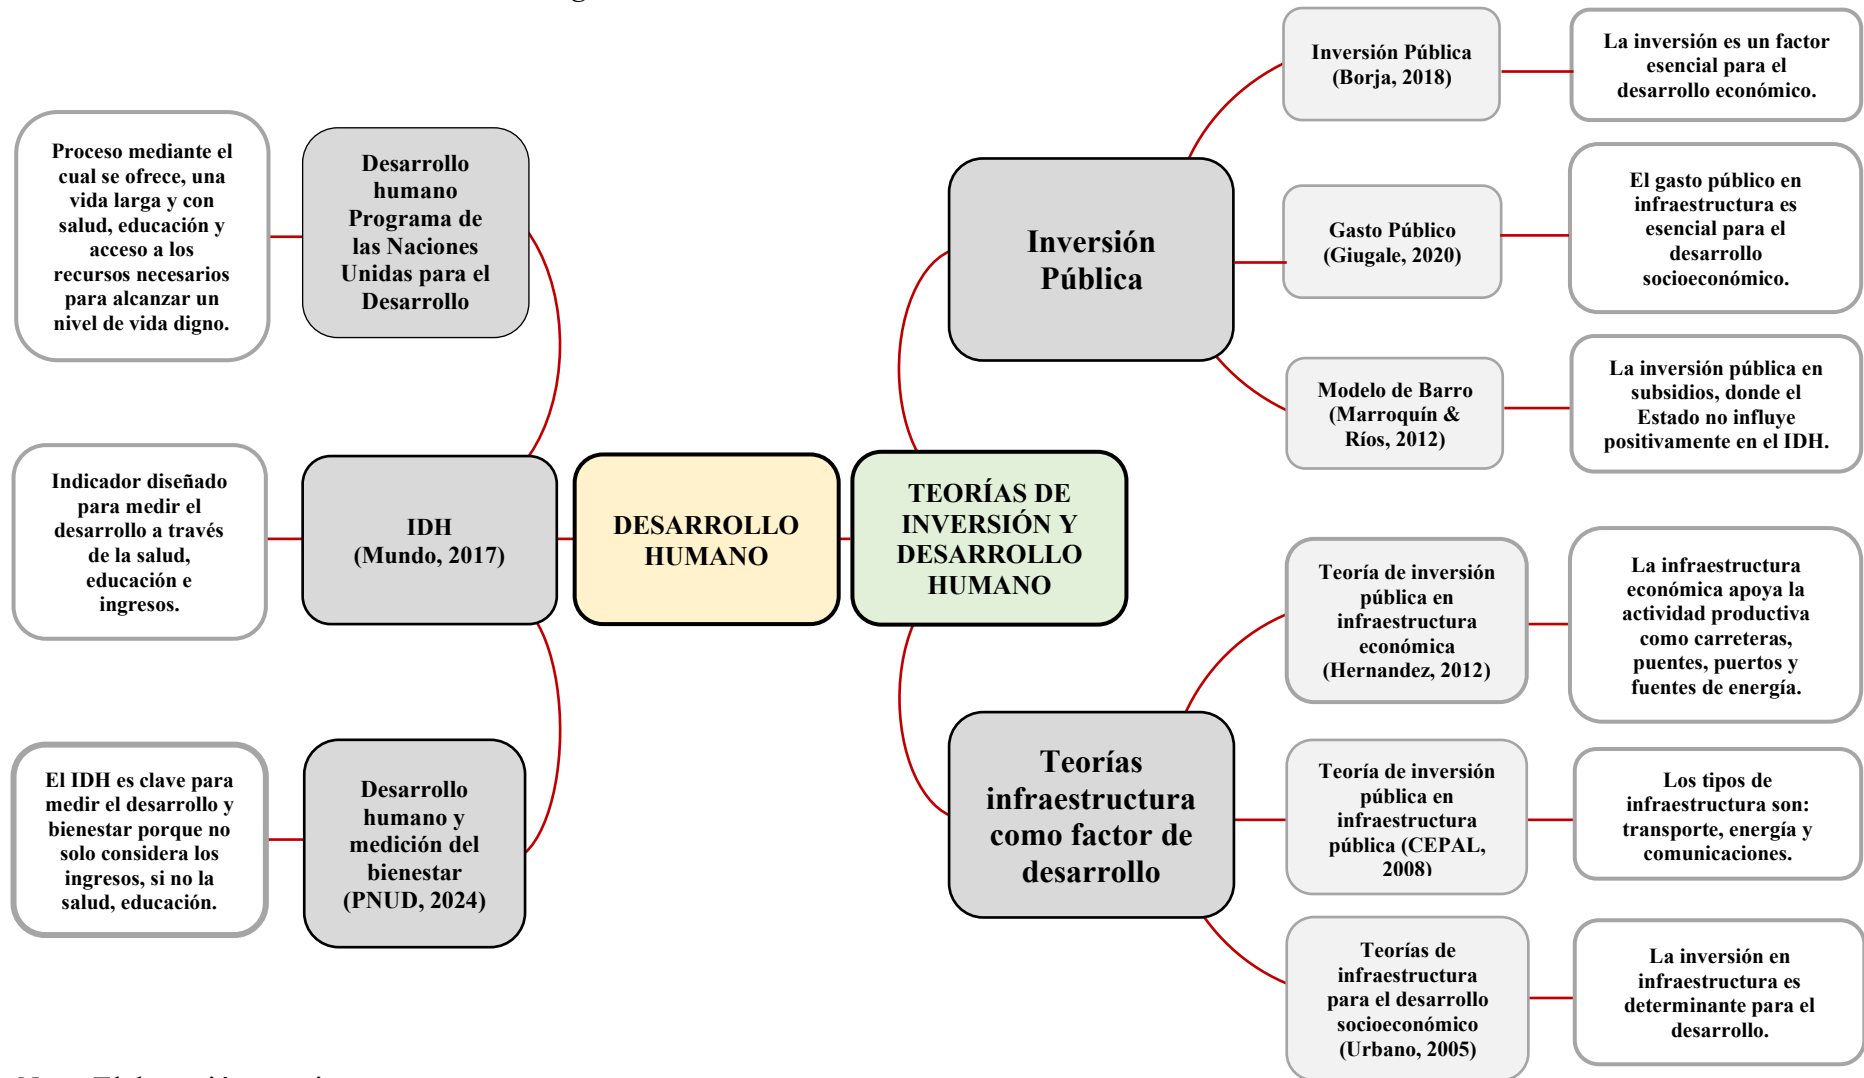 Inversión Pública
(Borja, 2018)
La inversión es un factor
esencial para el
desarrollo económico.
Proceso mediante el
cual se ofrece, una
vida larga y con
salud, educación y
acceso a los
recursos necesarios
para alcanzar un
nivel de vida digno.
Desarrollo
humano
Programa de
las Naciones
Unidas para el
Desarrollo
Inversión
Pública
Gasto Público
(Giugale, 2020)
El gasto público en
infraestructura es
esencial para el
desarrollo
socioeconómico.
Modelo de Barro
(Marroquín &
Ríos, 2012)
La inversión pública en
subsidios, donde el
Estado no influye
positivamente en el IDH.
Indicador diseñado
para medir el
desarrollo a través
de la salud,
educación e
ingresos.
IDH
(Mundo, 2017)
DESARROLLO
HUMANO
TEORÍAS DE
INVERSIÓN Y
DESARROLLO
HUMANO
Teoría de inversión
pública en
infraestructura
económica
(Hernandez, 2012)
La infraestructura
económica apoya la
actividad productiva
como carreteras,
puentes, puertos y
fuentes de energía.
El IDH es clave para
medir el desarrollo y
bienestar porque no
solo considera los
ingresos, si no la
salud, educación.
Desarrollo
humano y
medición del
bienestar
(PNUD, 2024)
Teorías
infraestructura
como factor de
desarrollo
Teoría de inversión
pública en
infraestructura
pública (CEPAL,
2008)
Los tipos de
infraestructura son:
transporte, energía y
comunicaciones.
Teorías de
infraestructura
para el desarrollo
socioeconómico
(Urbano, 2005)
La inversión en
infraestructura es
determinante para el
desarrollo.